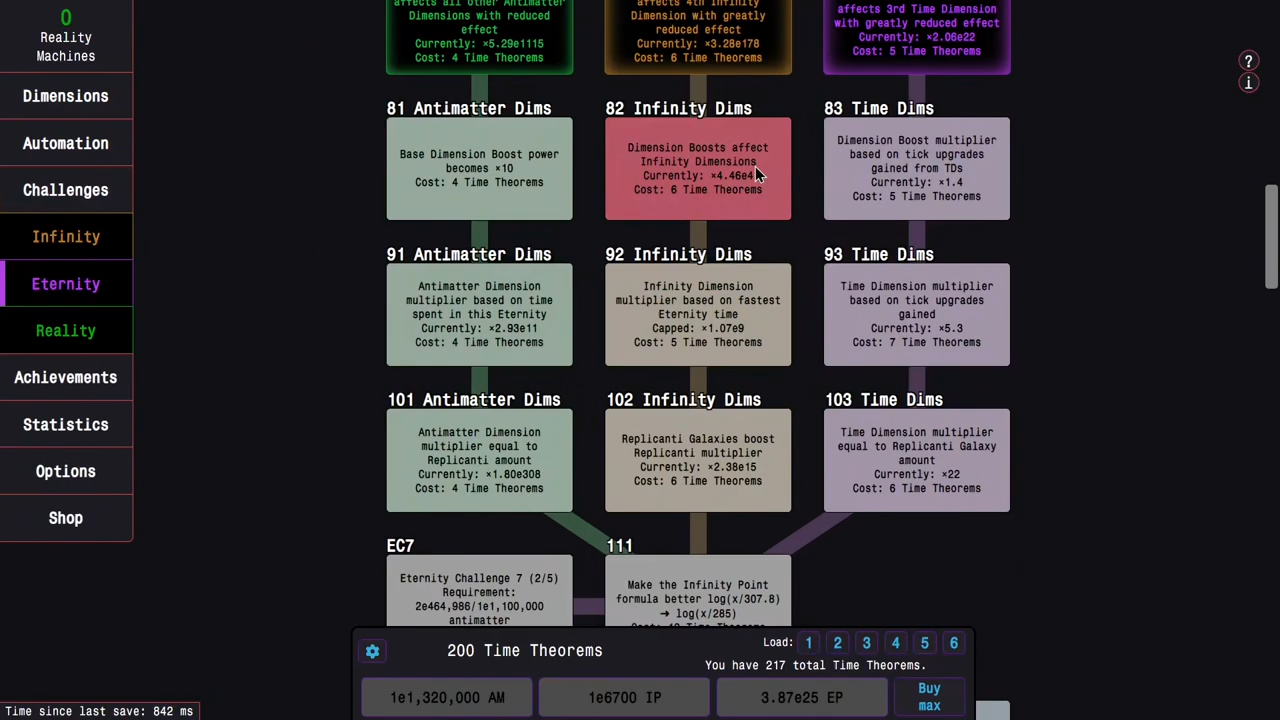 0
Reality
Machines
Dimensions
Automation
Challenges
Infinity
Eternity
Reality
Achievements
Statistics
Options
Shop
Time since last save: 842 ms
affects all other Antimatter
Dimensions with reduced
effect
Currently: ×5.29e1115
Cost: 4 Time Theorems
affects 4th Infinity
Dimension with greatly
reduced effect
Currently: ×3.28e178
Cost: 6 Time Theorems
affects 3rd Time Dimension
with greatly reduced effect
Currently: ×2.06e22
Cost: 5 Time Theorems
?
i
81 Antimatter Dims
Base Dimension Boost power
becomes ×10
Cost: 4 Time Theorems
82 Infinity Dims
Dimension Boosts affect
Infinity Dimensions
Currently: ×4.46e4
Cost: 6 Time Theorems
83 Time Dims
Dimension Boost multiplier
based on tick upgrades
gained from TDs
Currently: ×1.4
Cost: 5 Time Theorems
91 Antimatter Dims
Antimatter Dimension
multiplier based on time
spent in this Eternity
Currently: ×2.93e11
Cost: 4 Time Theorems
92 Infinity Dims
Infinity Dimension
multiplier based on fastest
Eternity time
Capped: ×1.07e9
Cost: 5 Time Theorems
93 Time Dims
Time Dimension multiplier
based on tick upgrades
gained
Currently: ×5.3
Cost: 7 Time Theorems
101 Antimatter Dims
Antimatter Dimension
multiplier equal to
Replicanti amount
Currently: ×1.80e308
Cost: 4 Time Theorems
102 Infinity Dims
Replicanti Galaxies boost
Replicanti multiplier
Currently: ×2.38e15
Cost: 6 Time Theorems
103 Time Dims
Time Dimension multiplier
equal to Replicanti Galaxy
amount
Currently: ×22
Cost: 6 Time Theorems
EC7
Eternity Challenge 7 (2/5)
Requirement:
2e464,986/1e1,100,000
antimatter
111
Make the Infinity Point
formula better log(x/307.8)
➜ log(x/285)
200 Time Theorems
Load: 1 2 3 4 5 6
You have 217 total Time Theorems.
1e1,320,000 AM
1e6700 IP
3.87e25 EP
Buy
max